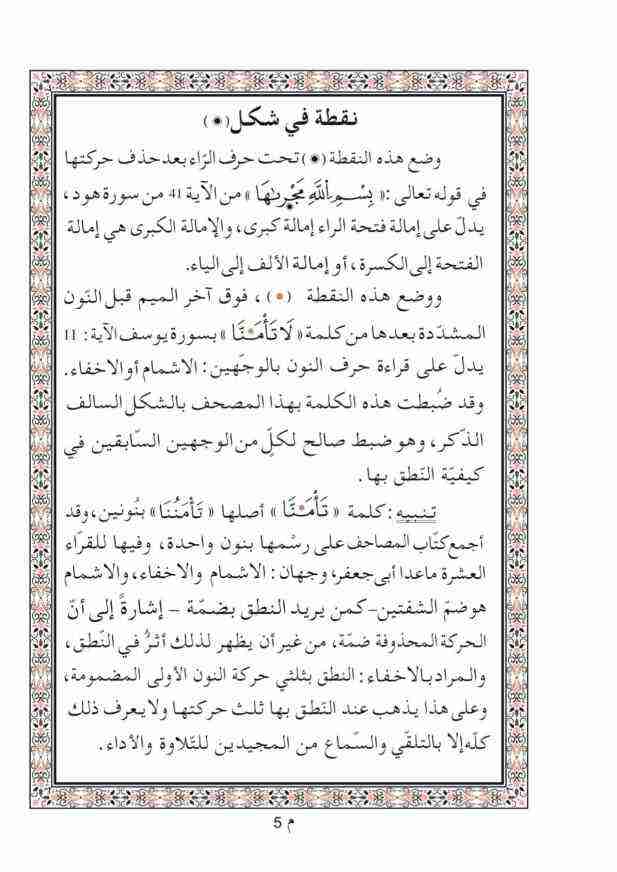 نقطة في شكل (●)
وضع هذه النقطة (●) تحت حرف الرّاء بعد حذف حركتها
في قوله تعالى: « بِسْــمِ اِ۬للَّهِ مَجْر۪ىٰهَا » من الآية 41 من سورة هود،
يدلّ على إمالة فتحة الراء إمالة كبرى، والإمالة الكبرى هي إمالة
الفتحة إلى الكسرة، أو إمالة الألف إلى الياء.
ووضع هذه النقطة (●)، فوق آخر الميم قبل النّون
المشدّدة بعدها من كلمة « لَا تَأْمَ۬نَّا » بسورة يوسف الآية: 11
يدلّ على قراءة حرف النون بالوجهين: الاشمام أو الاخفاء.
وقد ضُبطت هذه الكلمة بهذا المصحف بالشكل السالف
الذّكر، وهو ضبط صالح لكلٍّ من الوجهين السّابقين في
كيفيّة النّطق بها.
تنبيه: كلمة « تَأْمَ۬نَّا » أصلها « تَأْمَنُنَا » بنُونين، وقد
أجمع كتّاب المصاحف على رسْمها بنون واحدة، وفيها للقرّاء
العشرة ماعدا أبى جعفر، وجهان: الاشمام والاخفاء، والاشمام
هو ضمّ الشفتين - كمن يريد النطق بضمّة - إشارةً إلى أنّ
الحركة المحذوفة ضمّة، من غير أن يظهر لذلك أثرٌ في النّطق،
والمراد بالاخفاء: النطق بثلثي حركة النون الأولى المضمومة،
وعلى هذا يذهب عند النّطق بها ثلث حركتها ولا يعرف ذلك
كلّه إلا بالتلقّي والسّماع من المجيدين للتّلاوة والأداء.
م 5